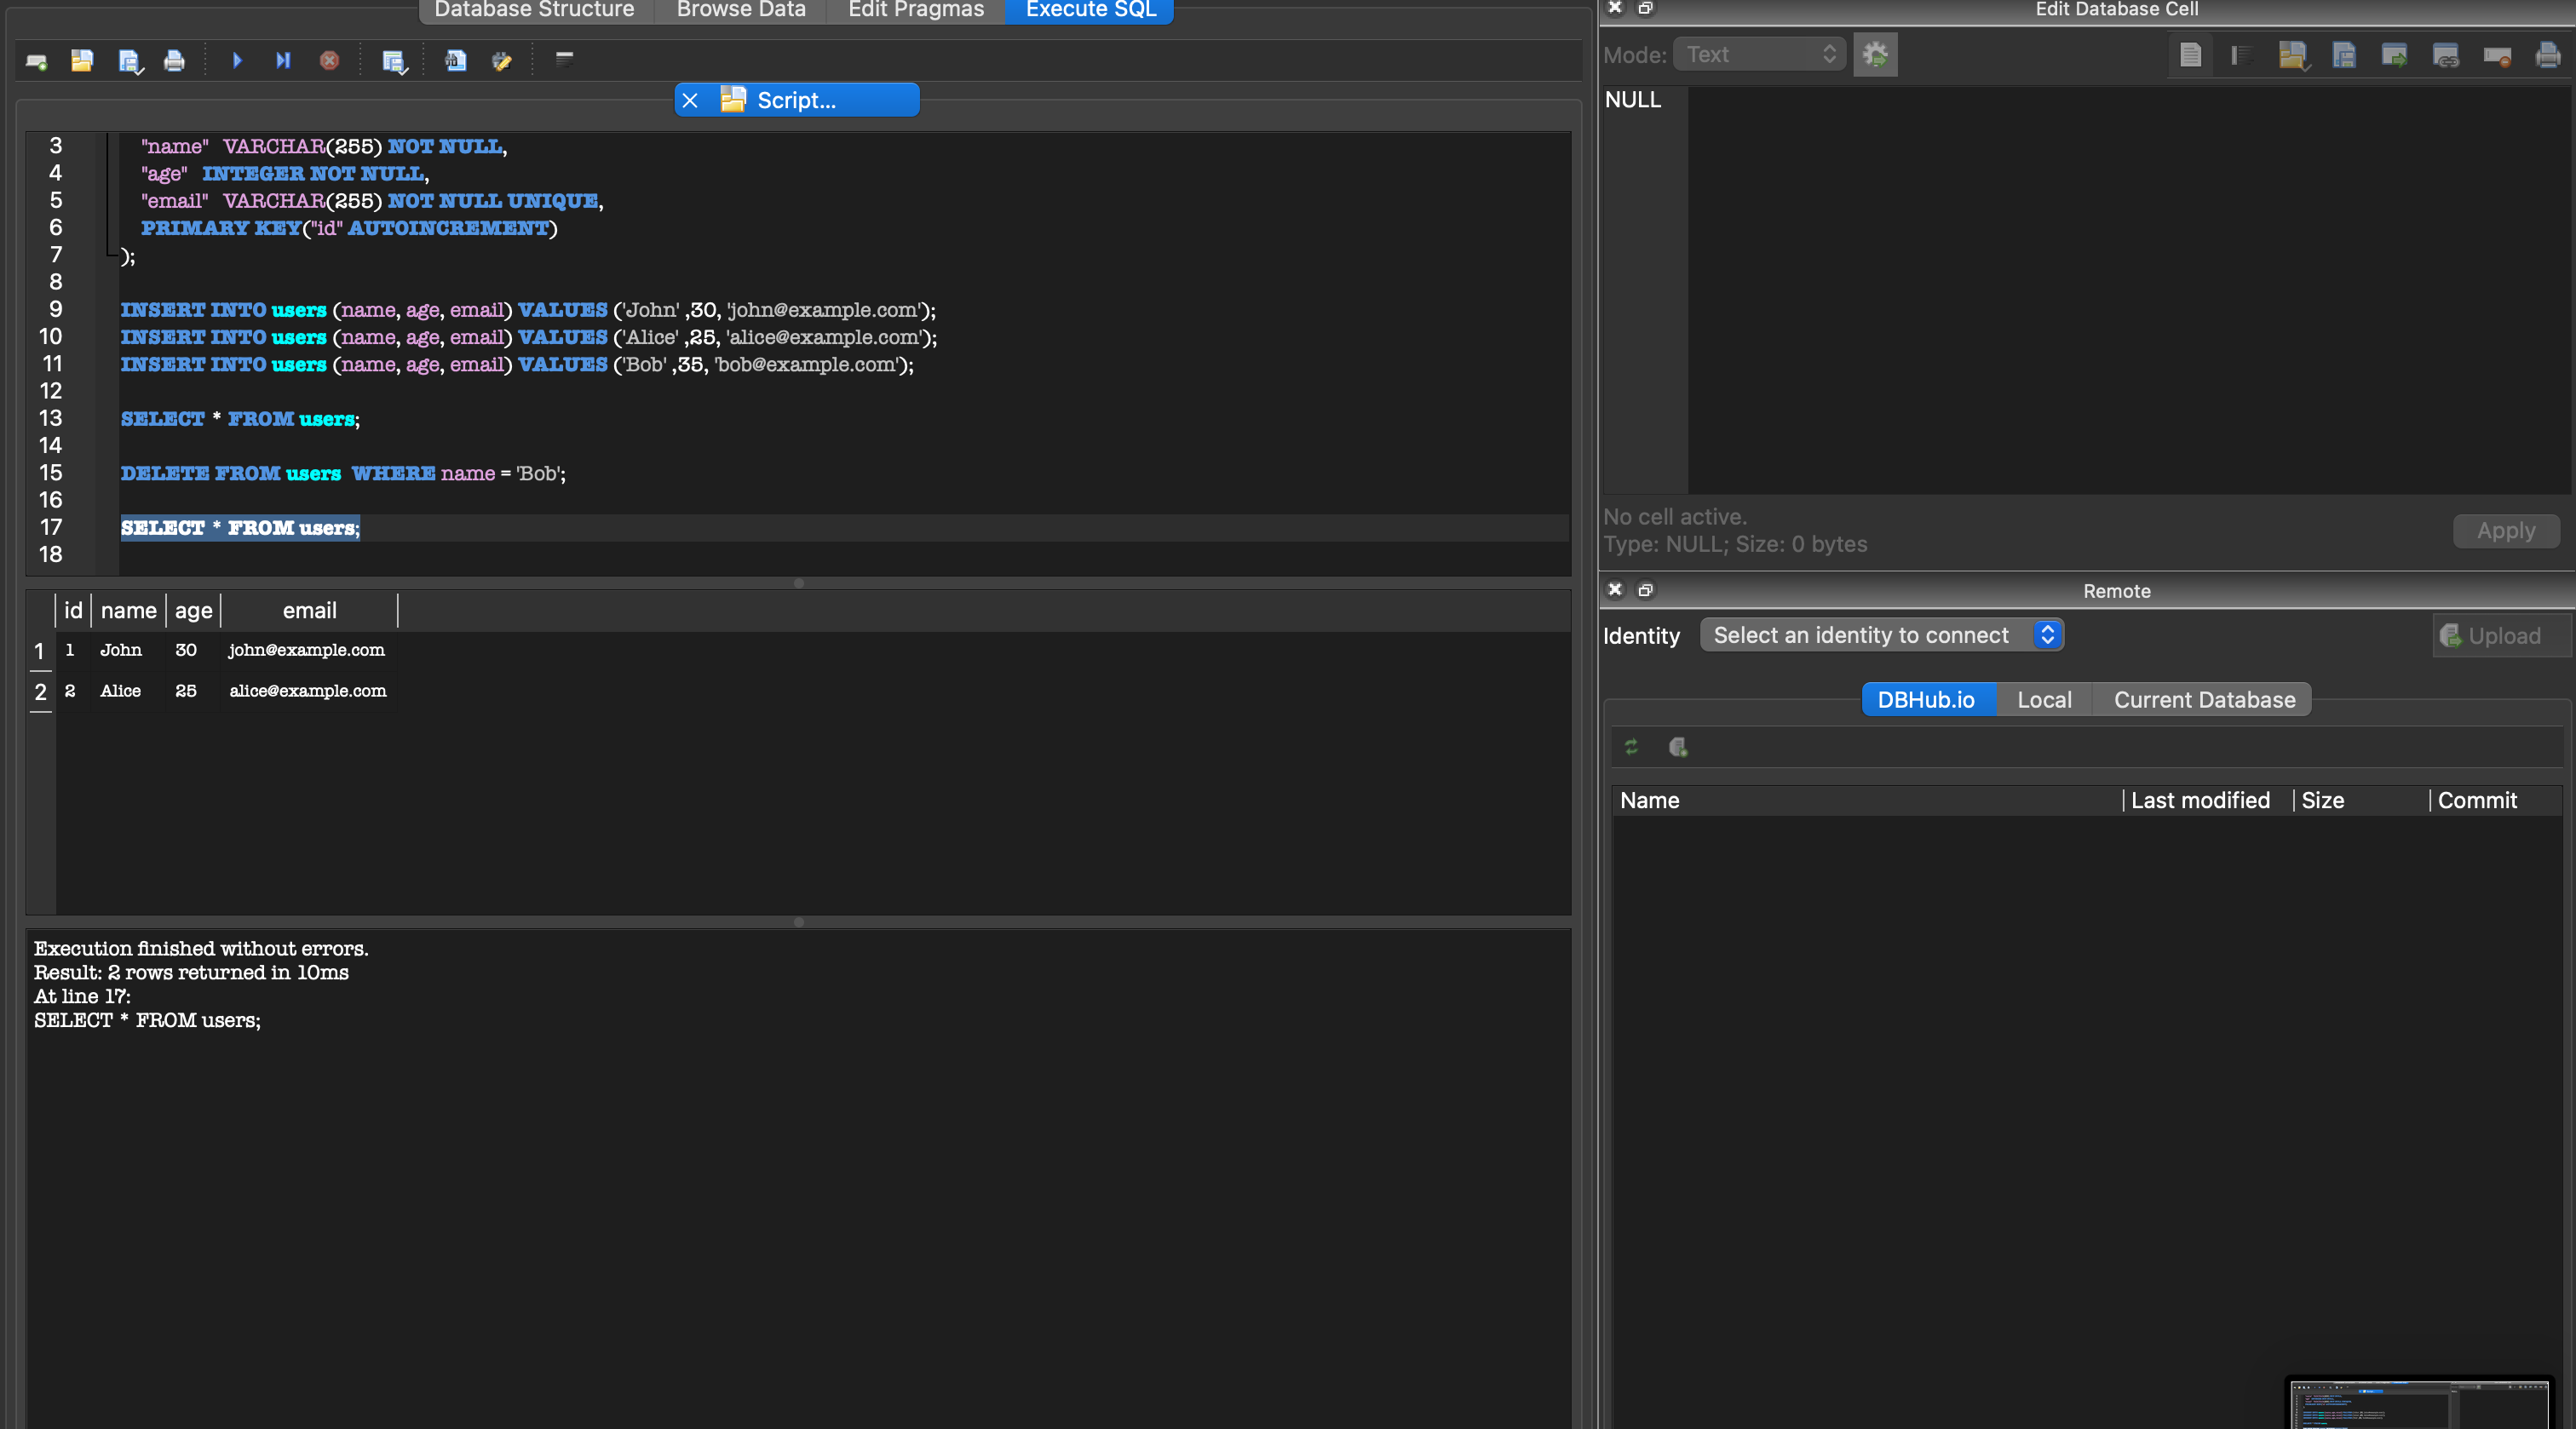 Database Structure Browse Data Edit Pragmas Execute SQL
Script...
3 "name" VARCHAR(255) NOT NULL,
4 "age" INTEGER NOT NULL,
5 "email" VARCHAR(255) NOT NULL UNIQUE,
6 PRIMARY KEY("id" AUTOINCREMENT)
7 );
8
9 INSERT INTO users (name, age, email) VALUES ('John' ,30, 'john@example.com');
10 INSERT INTO users (name, age, email) VALUES ('Alice' ,25, 'alice@example.com');
11 INSERT INTO users (name, age, email) VALUES ('Bob' ,35, 'bob@example.com');
12
13 SELECT * FROM users;
14
15 DELETE FROM users WHERE name = 'Bob';
16
17 SELECT * FROM users;
18
id name age email
1 1 John 30 john@example.com
2 2 Alice 25 alice@example.com
Execution finished without errors.
Result: 2 rows returned in 10ms
At line 17:
SELECT * FROM users;
Edit Database Cell
Mode: Text
NULL
No cell active.
Type: NULL; Size: 0 bytes
Apply
Remote
Identity Select an identity to connect Upload
DBHub.io Local Current Database
Name Last modified Size Commit